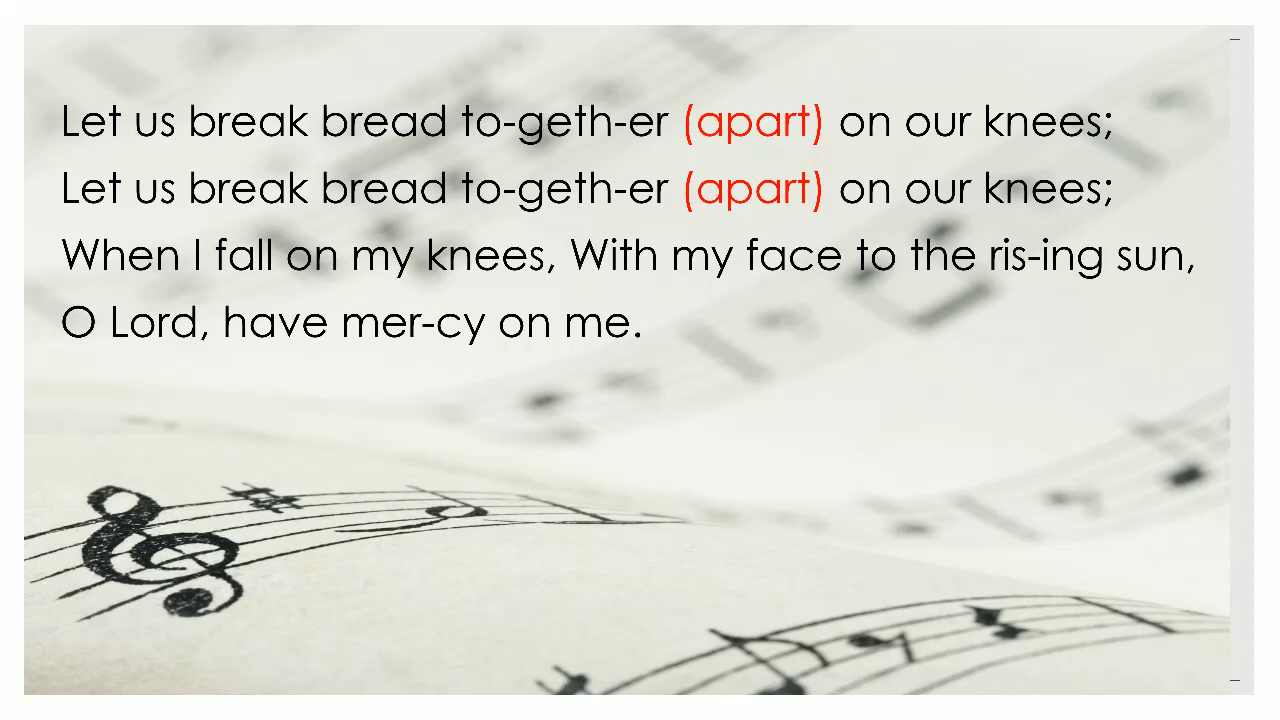 Let us break bread to-geth-er (apart) on our knees;
Let us break bread to-geth-er (apart) on our knees;
When I fall on my knees, With my face to the ris-ing sun,
O Lord, have mer-cy on me.